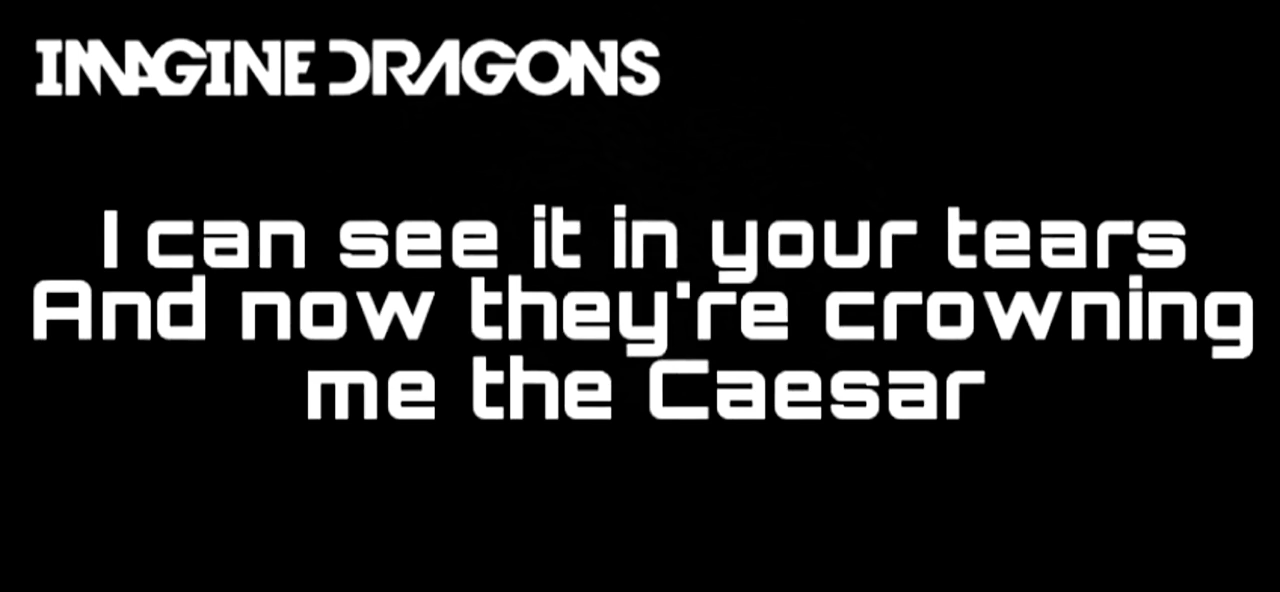 IMAGINE DRAGONS
I can see it in your tears
And now they're crowning
me the Caesar